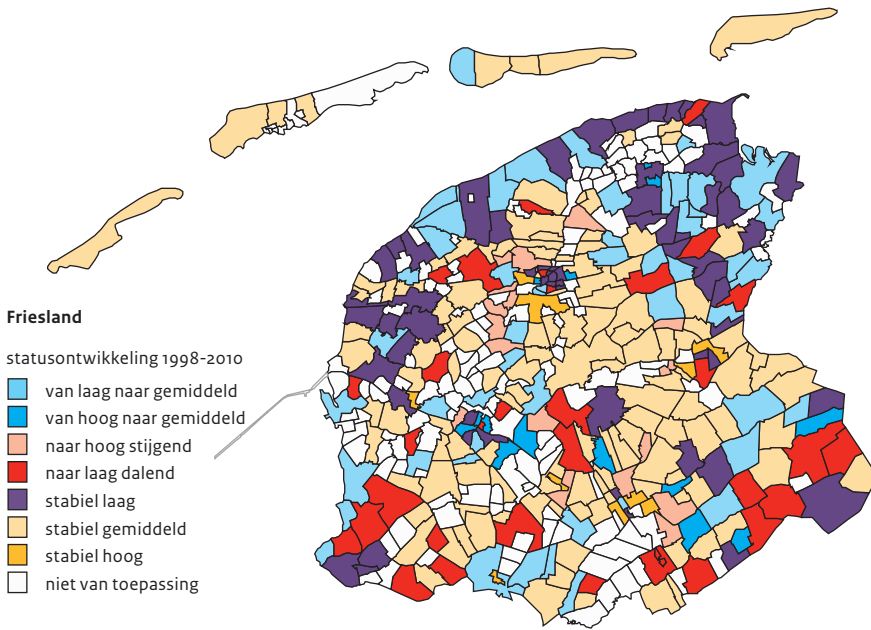 Friesland
statusontwikkeling 1998-2010
van laag naar gemiddeld
van hoog naar gemiddeld
naar hoog stijgend
naar laag dalend
stabiel laag
stabiel gemiddeld
stabiel hoog
niet van toepassing